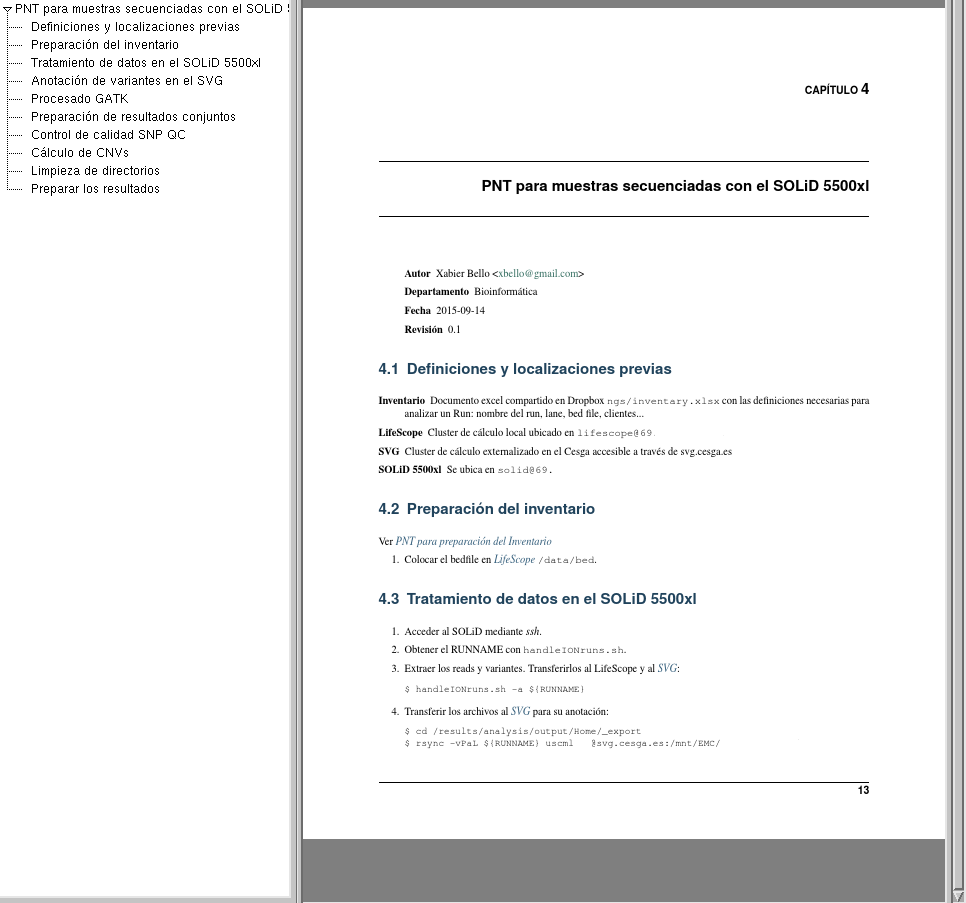 PNT para muestras secuenciadas con el SOLiD
Definiciones y localizaciones previas
Preparación del inventario
Tratamiento de datos en el SOLiD 5500xl
Anotación de variantes en el SVG
Procesado GATK
Preparación de resultados conjuntos
Control de calidad SNP QC
Cálculo de CNVs
Limpieza de directorios
Preparar los resultados
CAPÍTULO 4
PNT para muestras secuenciadas con el SOLiD 5500xl
Autor Xabier Bello <xbello@gmail.com>
Departamento Bioinformática
Fecha 2015-09-14
Revisión 0.1
4.1 Definiciones y localizaciones previas
Inventario Documento excel compartido en Dropbox ngs/inventary.xlsx con las definiciones necesarias para
analizar un Run: nombre del run, lane, bed file, clientes...
LifeScope Cluster de cálculo local ubicado en lifescope@69.
SVG Cluster de cálculo externalizado en el Cesga accesible a través de svg.cesga.es
SOLiD 5500xl Se ubica en solid@69.
4.2 Preparación del inventario
Ver PNT para preparación del Inventario
1. Colocar el bedfile en LifeScope /data/bed.
4.3 Tratamiento de datos en el SOLiD 5500xl
1. Acceder al SOLiD mediante ssh.
2. Obtener el RUNNAME con handleIONruns.sh.
3. Extraer los reads y variantes. Transferirlos al LifeScope y al SVG:
$ handleIONruns.sh -a ${RUNNAME}
4. Transferir los archivos al SVG para su anotación:
$ cd /results/analysis/output/Home/_export
$ rsync -vPaL ${RUNNAME} uscml @svg.cesga.es:/mnt/EMC/
13